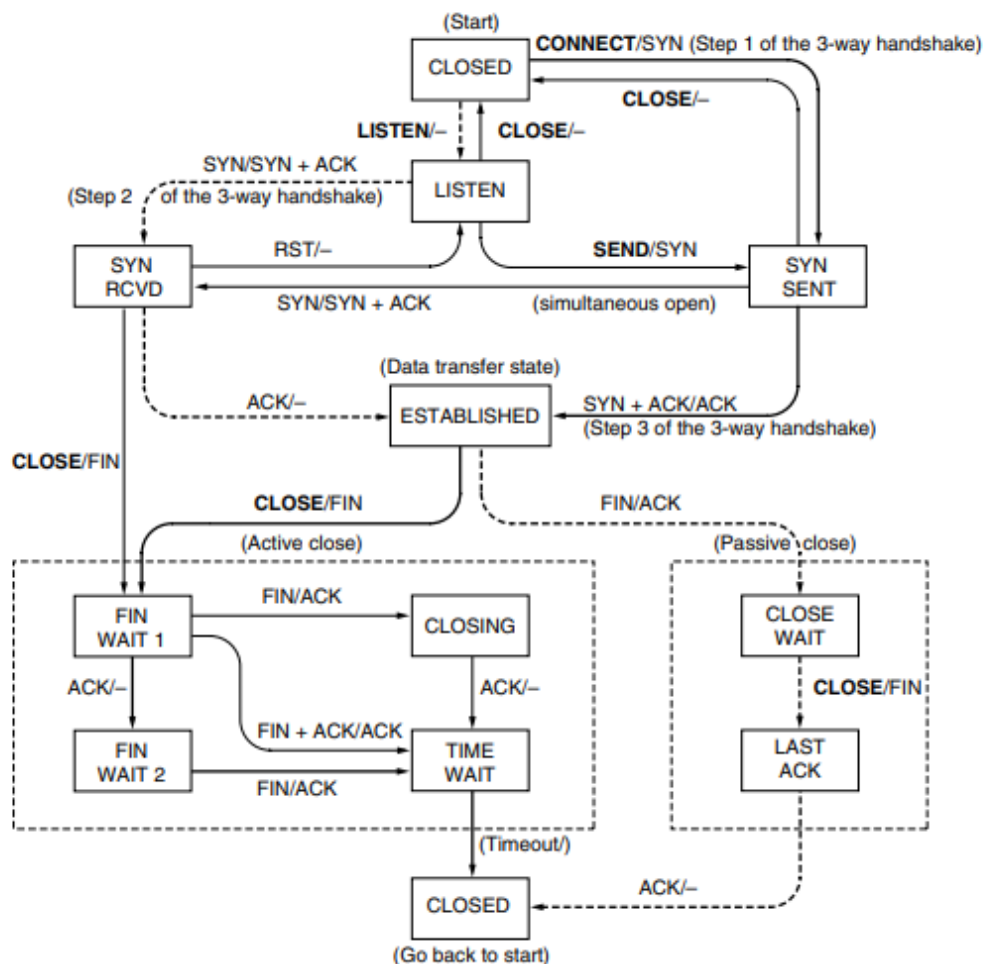 (Start)
CONNECT/SYN (Step 1 of the 3-way handshake)
CLOSED
CLOSE/–
LISTEN/–
CLOSE/–
SYN/SYN + ACK
LISTEN
(Step 2 of the 3-way handshake)
RST/–
SEND/SYN
SYN
RCVD
SYN
SENT
SYN/SYN + ACK
(simultaneous open)
(Data transfer state)
ACK/–
ESTABLISHED
SYN + ACK/ACK
(Step 3 of the 3-way handshake)
CLOSE/FIN
CLOSE/FIN
FIN/ACK
(Active close)
(Passive close)
FIN
WAIT 1
FIN/ACK
CLOSING
CLOSE
WAIT
ACK/–
ACK/–
CLOSE/FIN
FIN + ACK/ACK
FIN
WAIT 2
FIN/ACK
TIME
WAIT
LAST
ACK
(Timeout/)
ACK/–
CLOSED
(Go back to start)